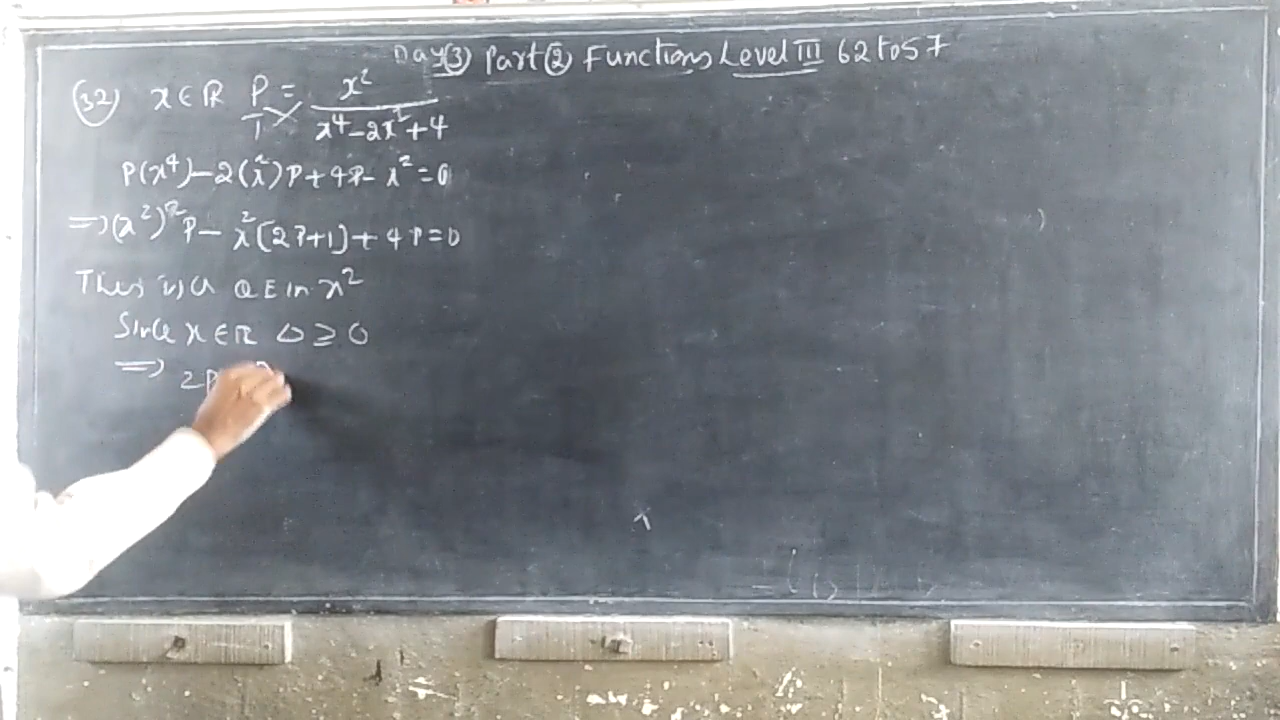 Day ③ Part ② Functions Level III 62 to 57
(32) x ∈ ℝ P/1 = x²/(x⁴-2x²+4)
P(x⁴)-2(x²)P+4P-x²=0
⇒(x²)²P-x²[2P+1]+4P=0
This is a QE in x²
Since x ∈ ℝ Δ ≥ 0
⇒ 2P